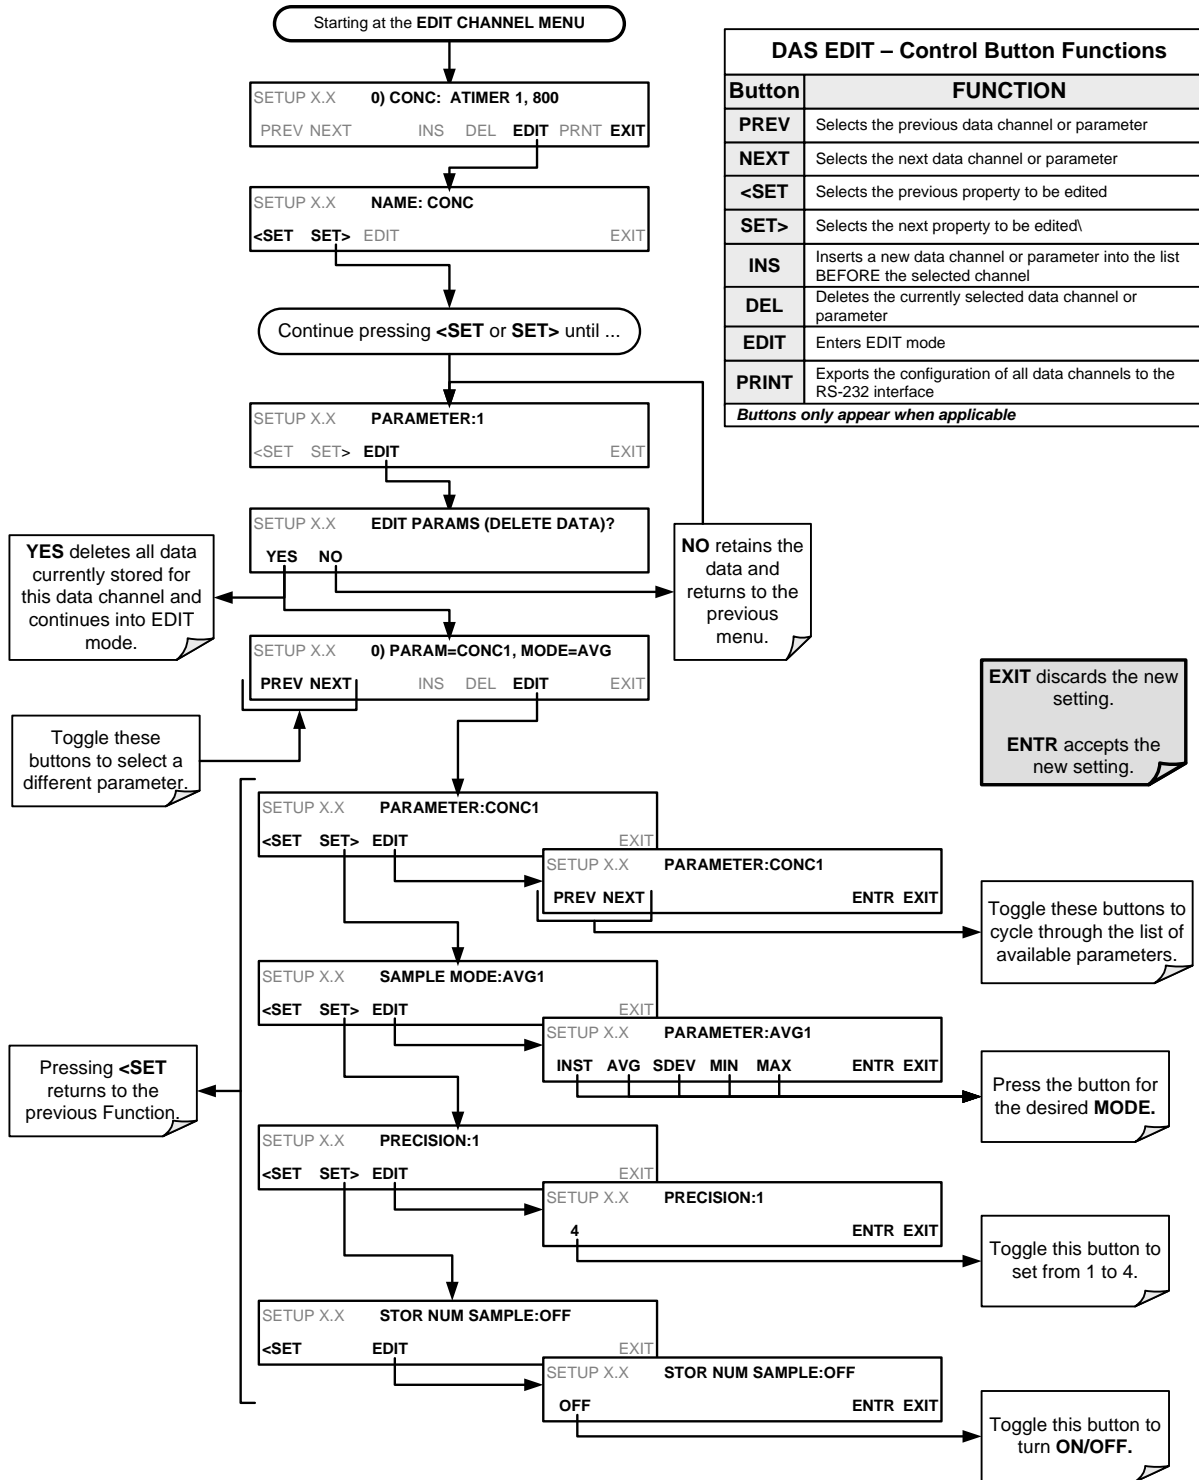 Starting at the EDIT CHANNEL MENU
SETUP X.X 0) CONC: ATIMER 1, 800
PREV NEXT INS DEL EDIT PRNT EXIT
SETUP X.X NAME: CONC
<SET SET> EDIT EXIT
Continue pressing <SET or SET> until ...
SETUP X.X PARAMETER:1
<SET SET> EDIT EXIT
SETUP X.X EDIT PARAMS (DELETE DATA)?
YES NO
YES deletes all data
currently stored for
this data channel and
continues into EDIT
mode.
NO retains the
data and
returns to the
previous
menu.
SETUP X.X 0) PARAM=CONC1, MODE=AVG
PREV NEXT INS DEL EDIT EXIT
Toggle these
buttons to select a
different parameter.
DAS EDIT – Control Button Functions
Button FUNCTION
PREV Selects the previous data channel or parameter
NEXT Selects the next data channel or parameter
<SET Selects the previous property to be edited
SET> Selects the next property to be edited\
INS Inserts a new data channel or parameter into the list
BEFORE the selected channel
DEL Deletes the currently selected data channel or
parameter
EDIT Enters EDIT mode
PRINT Exports the configuration of all data channels to the
RS-232 interface
Buttons only appear when applicable
EXIT discards the new
setting.
ENTR accepts the
new setting.
SETUP X.X PARAMETER:CONC1
<SET SET> EDIT EXIT
SETUP X.X PARAMETER:CONC1
PREV NEXT ENTR EXIT
Toggle these buttons to
cycle through the list of
available parameters.
SETUP X.X SAMPLE MODE:AVG1
<SET SET> EDIT EXIT
SETUP X.X PARAMETER:AVG1
INST AVG SDEV MIN MAX ENTR EXIT
Press the button for
the desired MODE.
Pressing <SET
returns to the
previous Function.
SETUP X.X PRECISION:1
<SET SET> EDIT EXIT
SETUP X.X PRECISION:1
4 ENTR EXIT
Toggle this button to
set from 1 to 4.
SETUP X.X STOR NUM SAMPLE:OFF
<SET EDIT EXIT
SETUP X.X STOR NUM SAMPLE:OFF
OFF ENTR EXIT
Toggle this button to
turn ON/OFF.